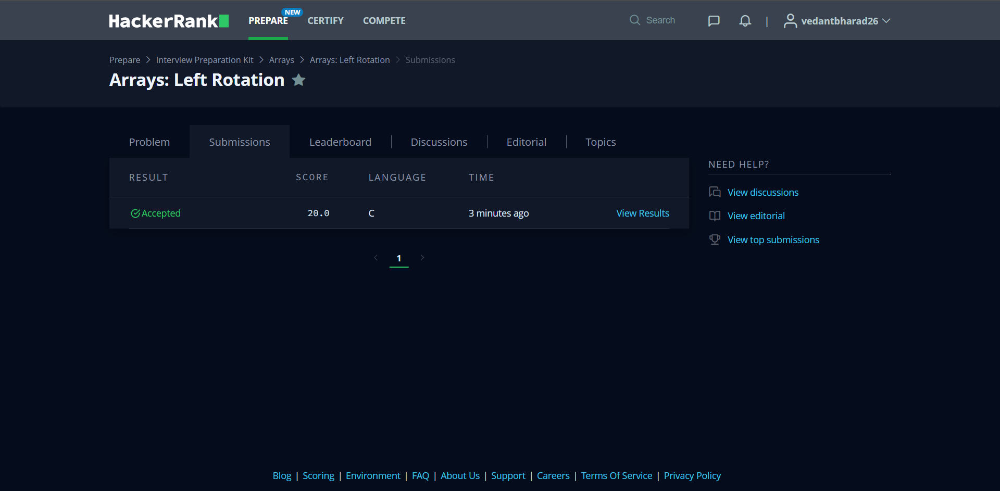 HackerRank PREPARE NEW CERTIFY COMPETE Search | vedantbharad26
Prepare Interview Preparation Kit Arrays Arrays: Left Rotation Submissions
Arrays: Left Rotation
Problem Submissions Leaderboard Discussions Editorial Topics
RESULT SCORE LANGUAGE TIME
Accepted 20.0 C 3 minutes ago View Results
1
NEED HELP?
View discussions
View editorial
View top submissions
Blog | Scoring | Environment | FAQ | About Us | Support | Careers | Terms Of Service | Privacy Policy